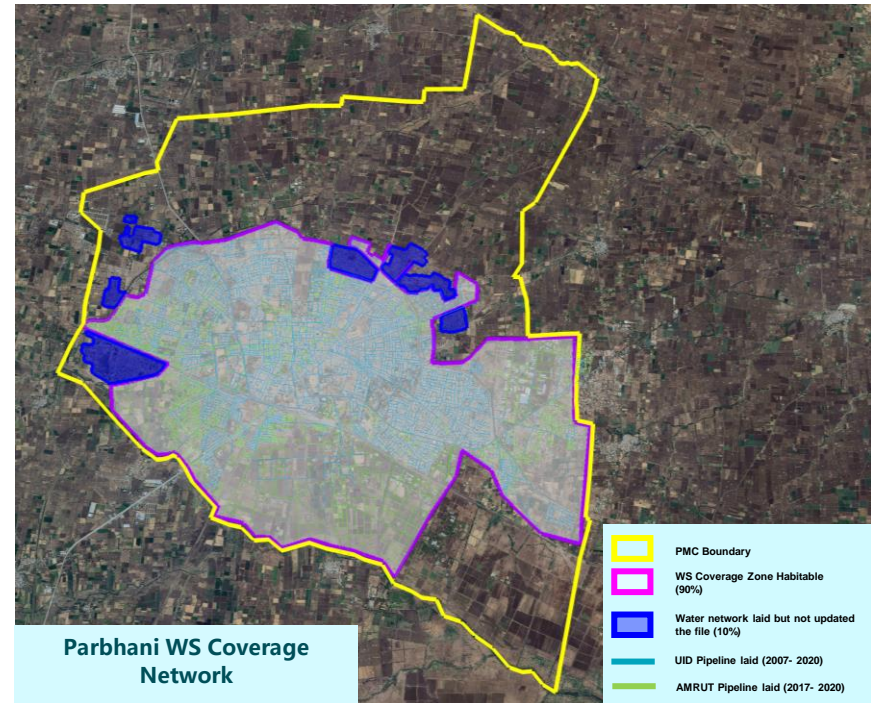 PMC Boundary
WS Coverage Zone Habitable
(90%)
Water network laid but not updated
the file (10%)
UID Pipeline laid (2007- 2020)
AMRUT Pipeline laid (2017- 2020)
Parbhani WS Coverage
Network